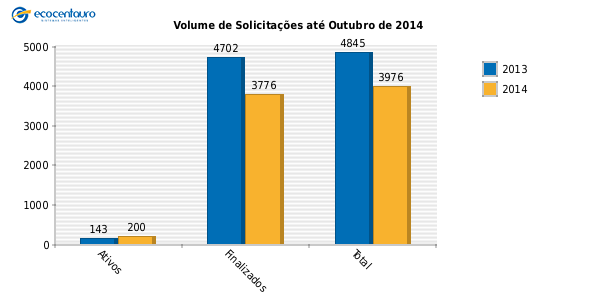 ecocentauro
Volume de Solicitações até Outubro de 2014
5000
4000
3000
2000
1000
0
143
200
4702
3776
4845
3976
Ativos
Finalizados
Total
2013
2014